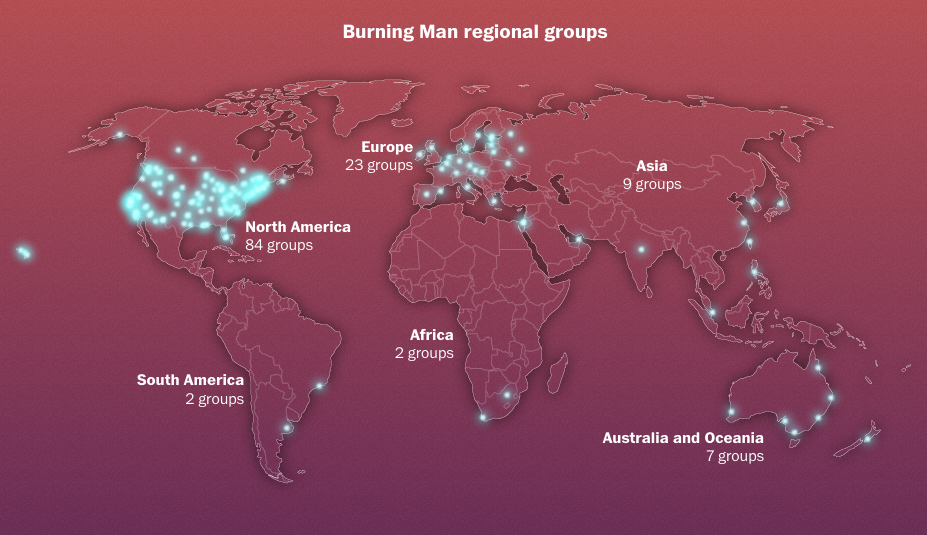 Burning Man regional groups
Europe
23 groups
Asia
9 groups
North America
84 groups
Africa
2 groups
South America
2 groups
Australia and Oceania
7 groups